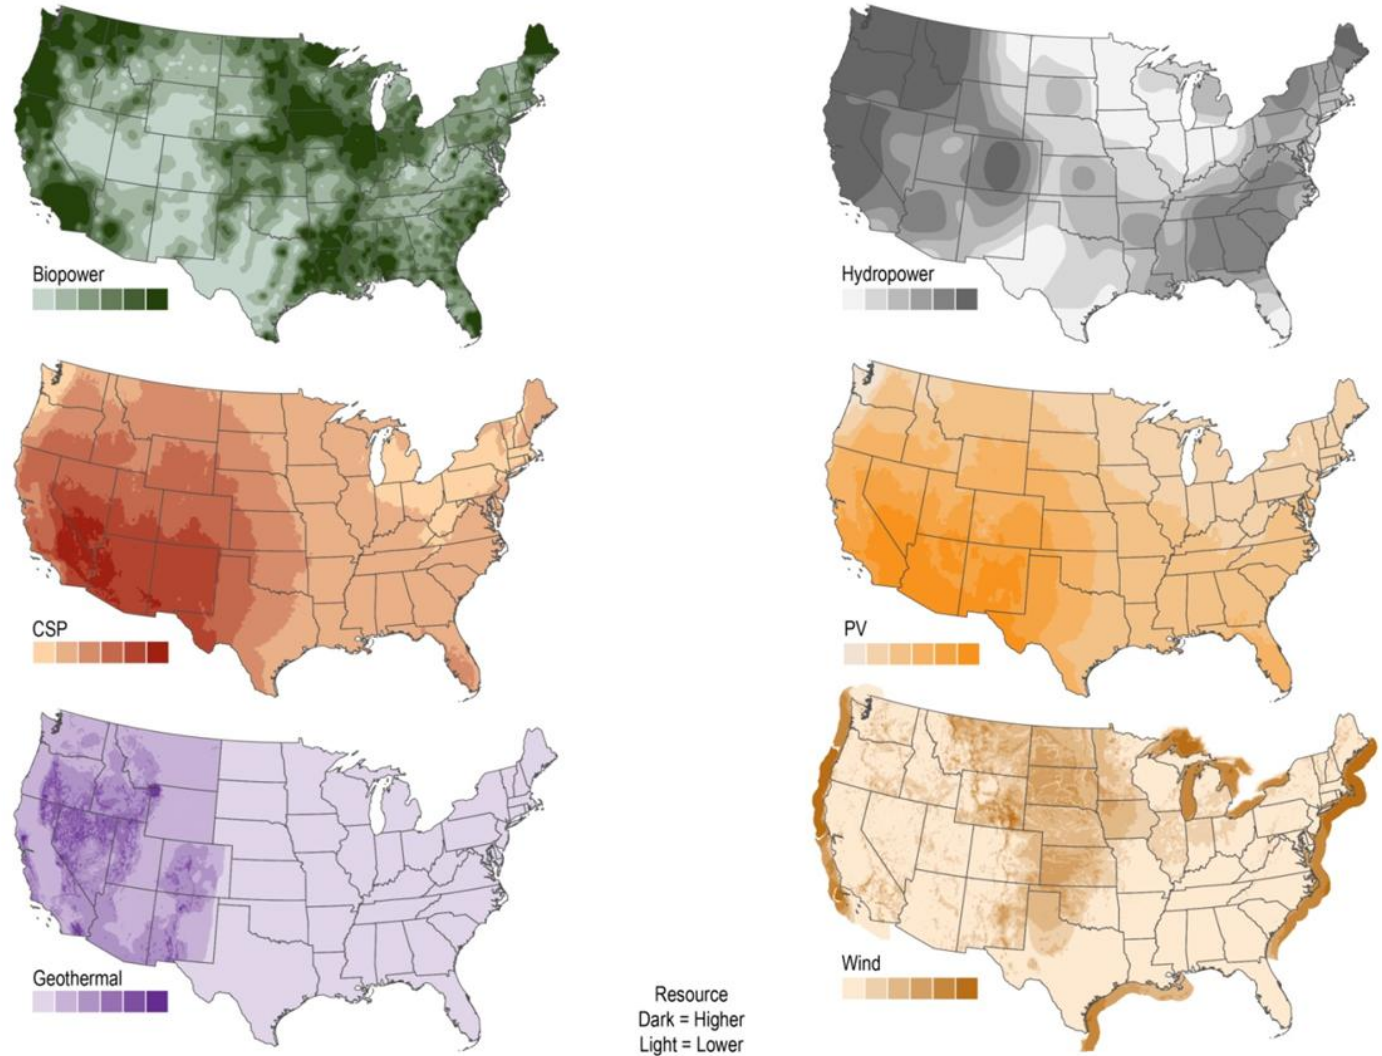 Biopower
Hydropower
CSP
PV
Geothermal
Wind
Resource
Dark = Higher
Light = Lower